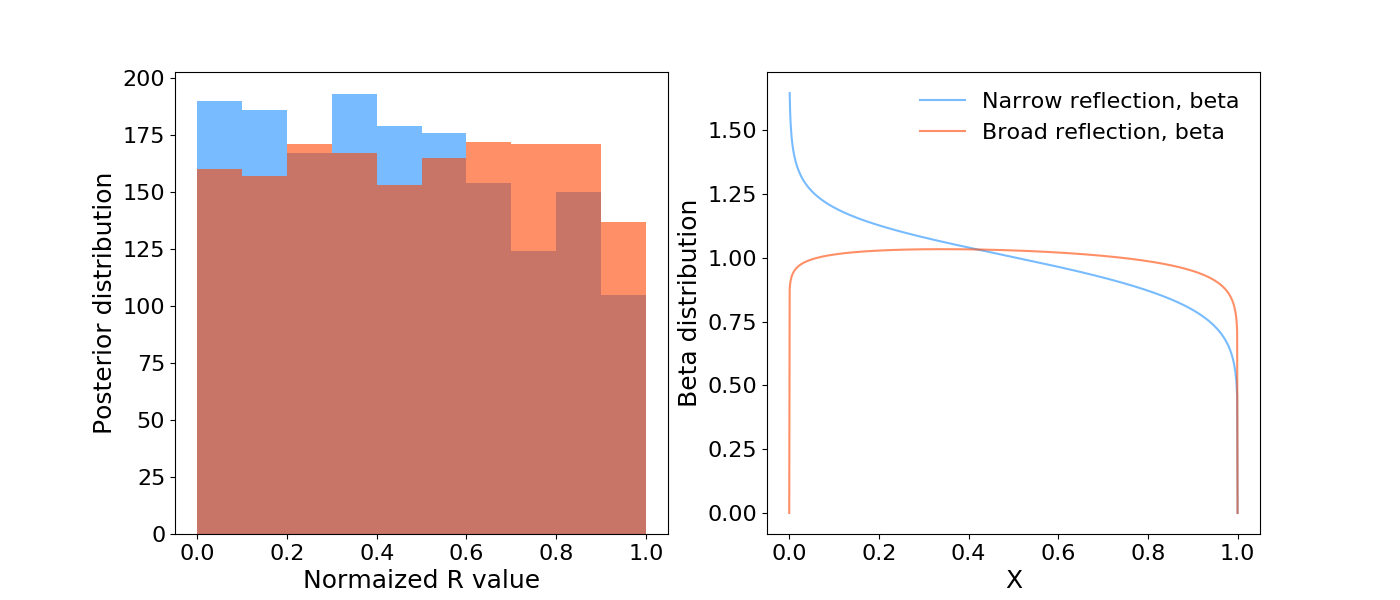 Posterior distribution
200
175
150
125
100
75
50
25
0
0.0 0.2 0.4 0.6 0.8 1.0
Normaized R value
Beta distribution
1.50
1.25
1.00
0.75
0.50
0.25
0.00
0.0 0.2 0.4 0.6 0.8 1.0
X
Narrow reflection, beta
Broad reflection, beta